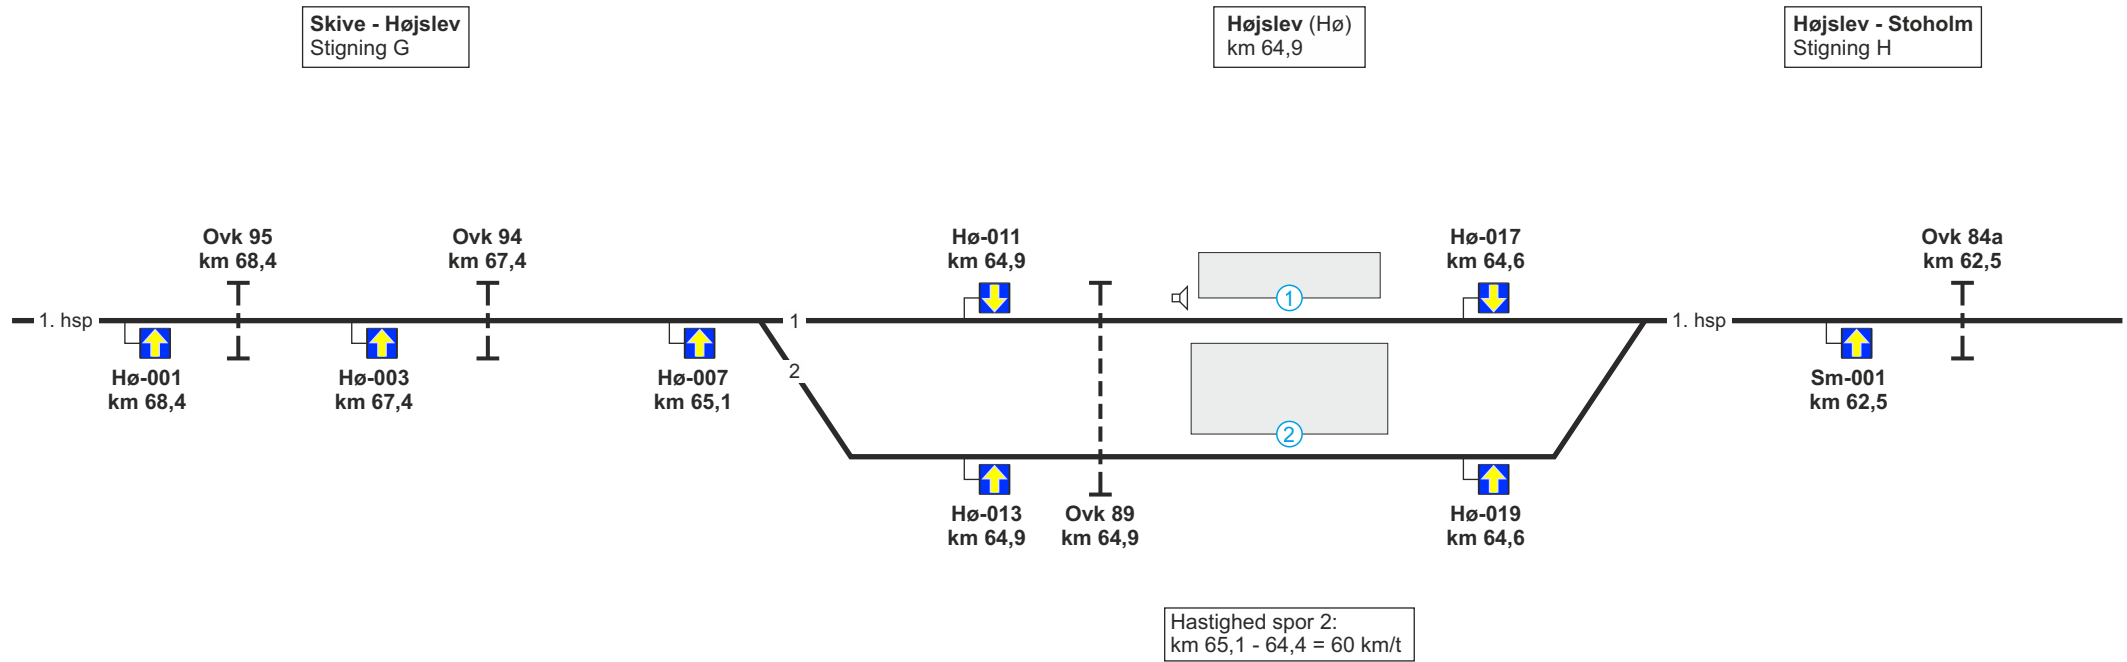 Skive - Højslev
Stigning G
Højslev (Hø)
km 64,9
Højslev - Stoholm
Stigning H
Ovk 95
km 68,4
Ovk 94
km 67,4
Hø-011
km 64,9
Hø-017
km 64,6
Ovk 84a
km 62,5
1
1. hsp
1
1. hsp
Hø-001
km 68,4
Hø-003
km 67,4
Hø-007
km 65,1
2
Sm-001
km 62,5
2
Hø-013
km 64,9
Ovk 89
km 64,9
Hø-019
km 64,6
Hastighed spor 2:
km 65,1 - 64,4 = 60 km/t